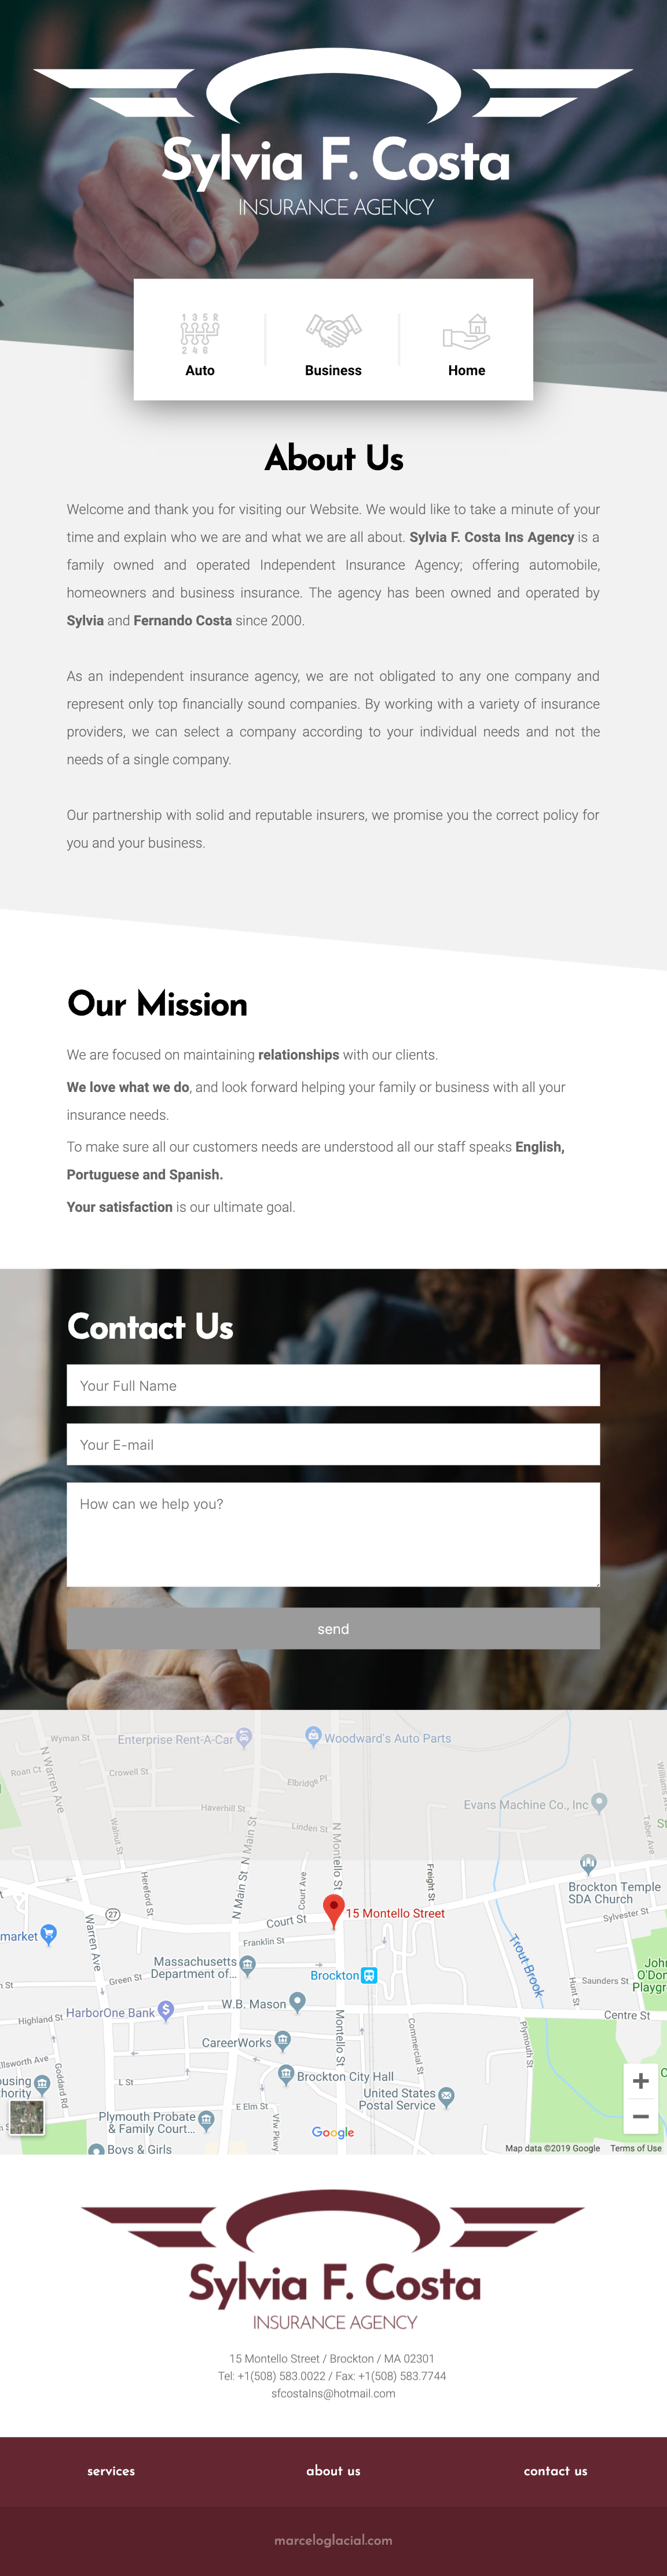 Sylvia F. Costa
INSURANCE AGENCY
1 3 5 R
2 4 6
Auto
Business
Home
About Us
Welcome and thank you for visiting our Website. We would like to take a minute of your
time and explain who we are and what we are all about. Sylvia F. Costa Ins Agency is a
family owned and operated Independent Insurance Agency; offering automobile,
homeowners and business insurance. The agency has been owned and operated by
Sylvia and Fernando Costa since 2000.
As an independent insurance agency, we are not obligated to any one company and
represent only top financially sound companies. By working with a variety of insurance
providers, we can select a company according to your individual needs and not the
needs of a single company.
Our partnership with solid and reputable insurers, we promise you the correct policy for
you and your business.
Our Mission
We are focused on maintaining relationships with our clients.
We love what we do, and look forward helping your family or business with all your
insurance needs.
To make sure all our customers needs are understood all our staff speaks English,
Portuguese and Spanish.
Your satisfaction is our ultimate goal.
Contact Us
Your Full Name
Your E-mail
How can we help you?
send
Wyman St
Enterprise Rent-A-Car
Woodward's Auto Parts
N Warren Ave
Roan Ct
Crowell St
Elbridge Pl
Williams Av
Haverhill St
Evans Machine Co., Inc
Walnut St
Linden St
Taber Ave
St
N Main St
N Montello St
Hereford St
Court Ave
Freight St
Brockton Temple
SDA Church
N Main St
27
Court St
15 Montello Street
Sylvester St
market
Warren Ave
Franklin St
Trout Brook
Massachusetts
Department of...
Green St
Brockton
Hunt St
Saunders St
John
O'Don
Playgr
n St
HarborOne Bank
W.B. Mason
Highland St
Centre St
Montello St
Commercial St
Plymouth St
CareerWorks
llsworth Ave
Goddard Rd
Brockton City Hall
using
hority
L St
United States
Postal Service
E Elm St
Plymouth Probate
& Family Court...
Vfw Pkwy
Google
Boys & Girls
Map data ©2019 Google
Terms of Use
Sylvia F. Costa
INSURANCE AGENCY
15 Montello Street / Brockton / MA 02301
Tel: +1(508) 583.0022 / Fax: +1(508) 583.7744
sfcostaIns@hotmail.com
services
about us
contact us
marceloglacial.com